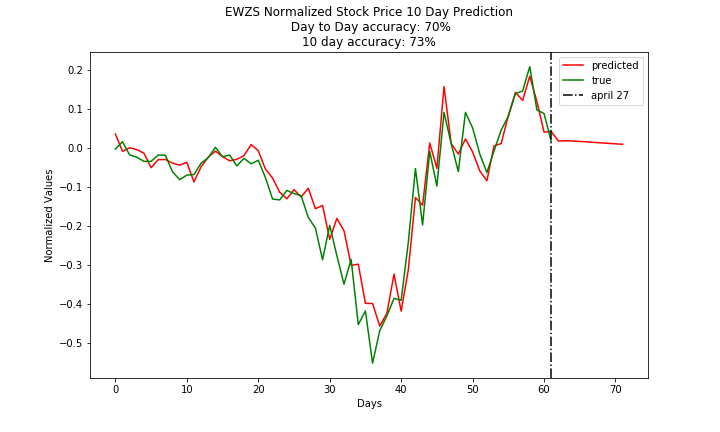 EWZS Normalized Stock Price 10 Day Prediction
Day to Day accuracy: 70%
10 day accuracy: 73%
predicted
true
april 27
Normalized Values
0.2
0.1
0.0
−0.1
−0.2
−0.3
−0.4
−0.5
0 10 20 30 40 50 60 70
Days